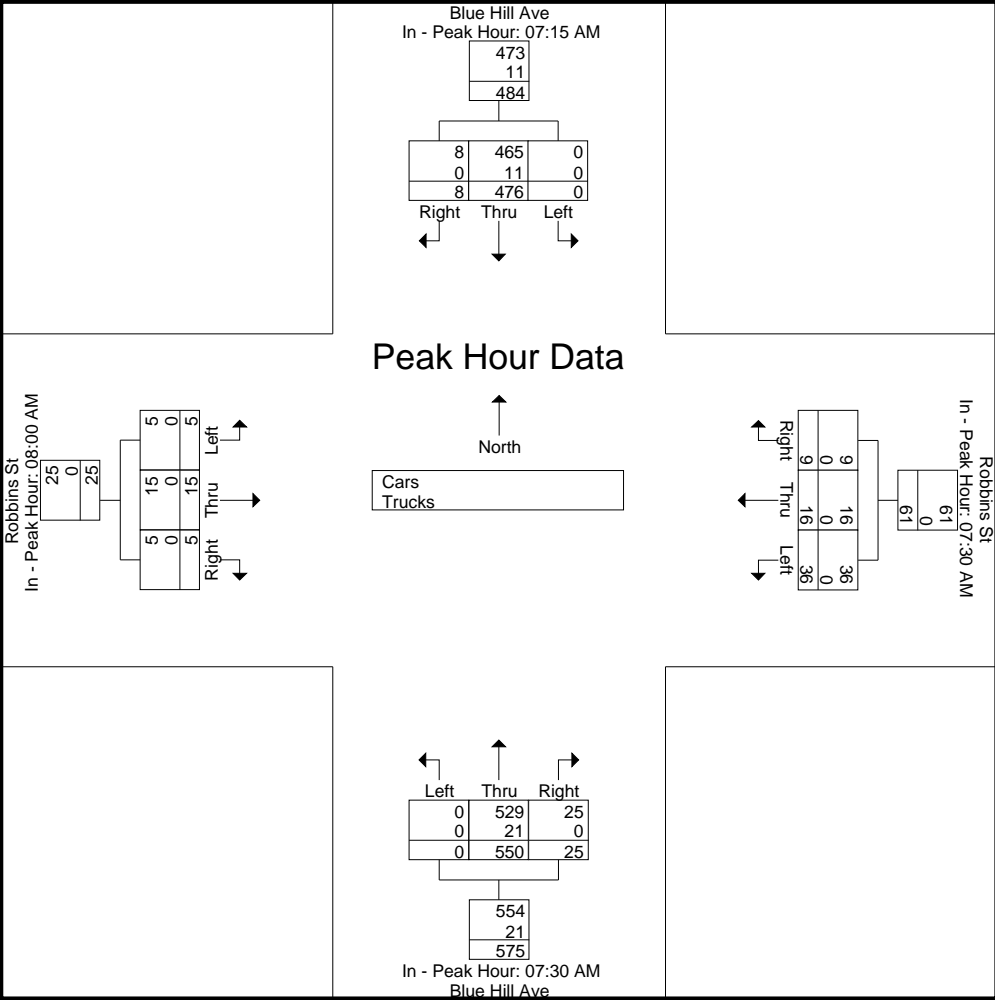 Blue Hill Ave
In - Peak Hour: 07:15 AM
473
11
484
8 465 0
0 11 0
8 476 0
Right Thru Left
Peak Hour Data
North
Cars
Trucks
Robbins St
In - Peak Hour: 08:00 AM
25
0
25
5 15 5
0 0 0
5 15 5
Left Thru Right
Robbins St
In - Peak Hour: 07:30 AM
61
0
61
9 16 36
0 0 0
9 16 36
Right Thru Left
Left Thru Right
0 529 25
0 21 0
0 550 25
554
21
575
In - Peak Hour: 07:30 AM
Blue Hill Ave